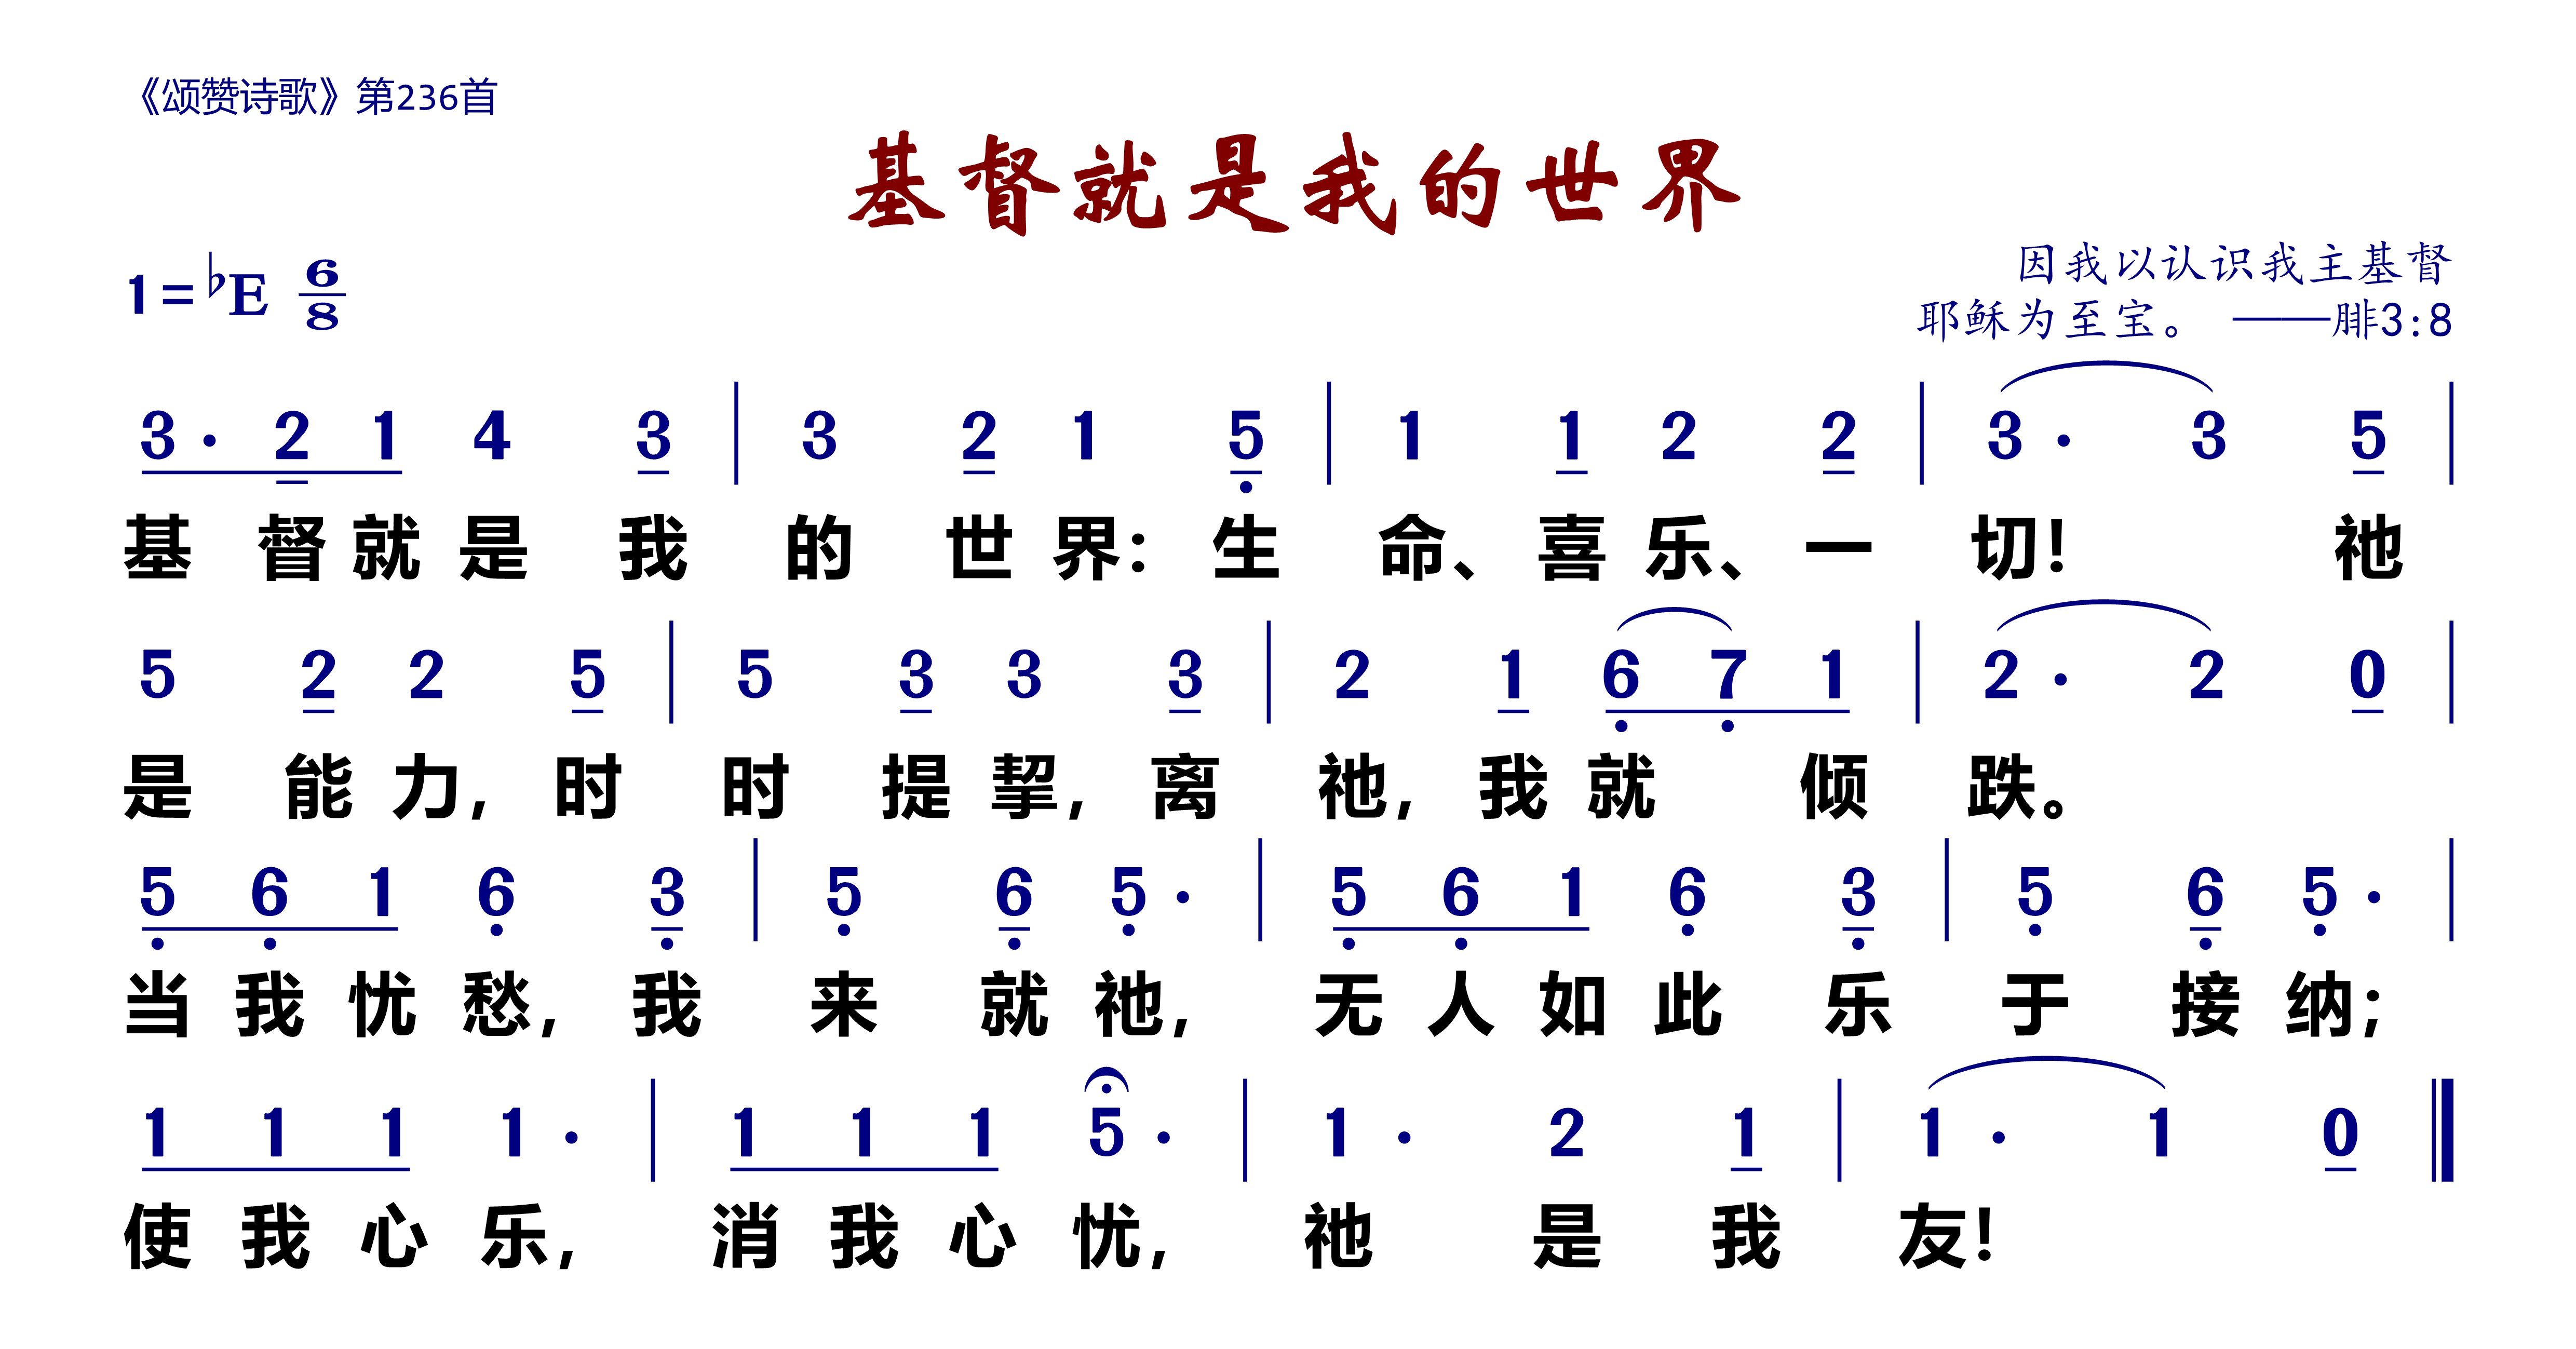 《颂赞诗歌》第236首
基督就是我的世界
1=♭E 6/8
因我以认识我主基督
耶稣为至宝。 ——腓3:8
3· 2 1 4 3 | 3 2 1 5 | 1 1 2 2 | 3· 3 5 |
基督就是我的世界：生命、喜乐、一切！祂
5 2 2 5 | 5 3 3 3 | 2 1 6 7 1 | 2· 2 0 |
是能力，时时提挈，离祂，我就倾跌。
5 6 1 6 3 | 5 6 5· | 5 6 1 6 3 | 5 6 5· |
当我忧愁，我来就祂，无人如此乐于接纳；
1 1 1 1· | 1 1 1 5· | 1· 2 1 | 1· 1 0 ‖
使我心乐，消我心忧，祂是我友！